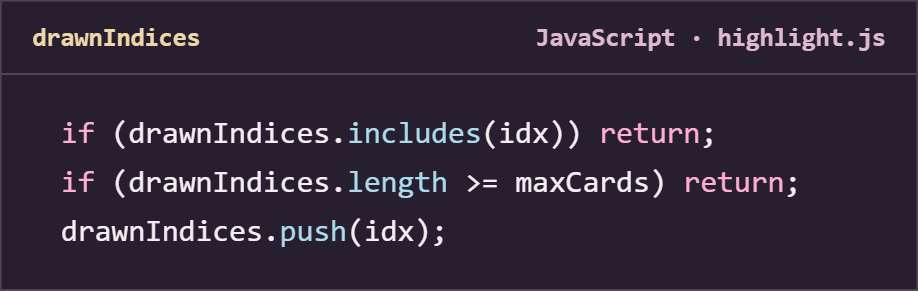 drawnIndices
JavaScript · highlight.js
if (drawnIndices.includes(idx)) return;
if (drawnIndices.length >= maxCards) return;
drawnIndices.push(idx);